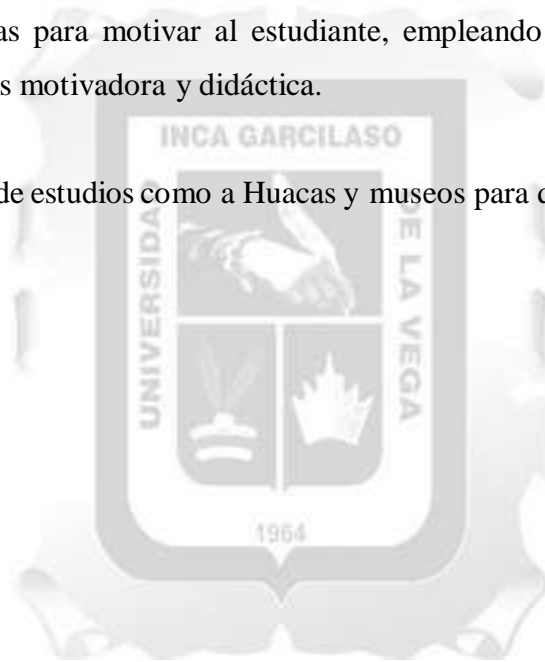 as para motivar al estudiante, empleando
s motivadora y didáctica.
INCA GARCILASO
de estudios como a Huacas y museos para
UNIVERSIDAD
DE LA VEGA
1964